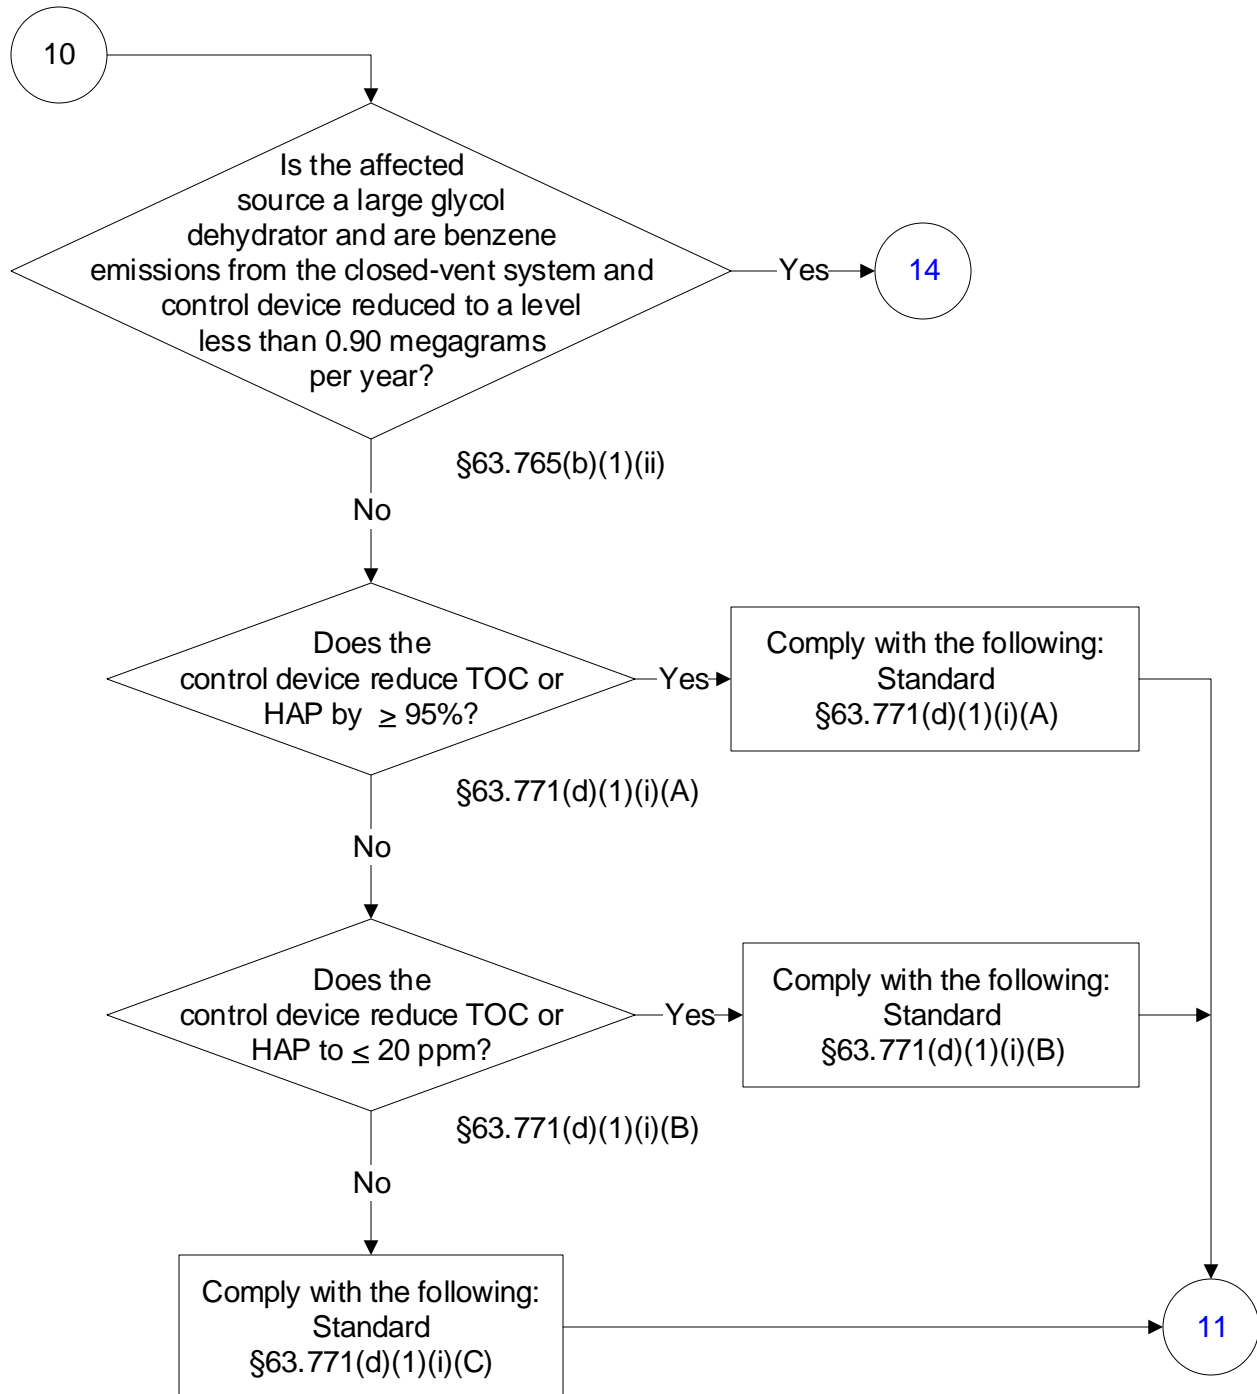 10
Is the affected
source a large glycol
dehydrator and are benzene
emissions from the closed-vent system and
control device reduced to a level
less than 0.90 megagrams
per year?
Yes
14
§63.765(b)(1)(ii)
No
Does the
control device reduce TOC or
HAP by ≥ 95%?
Yes
Comply with the following:
Standard
§63.771(d)(1)(i)(A)
§63.771(d)(1)(i)(A)
No
Does the
control device reduce TOC or
HAP to ≤ 20 ppm?
Yes
Comply with the following:
Standard
§63.771(d)(1)(i)(B)
§63.771(d)(1)(i)(B)
No
Comply with the following:
Standard
§63.771(d)(1)(i)(C)
11